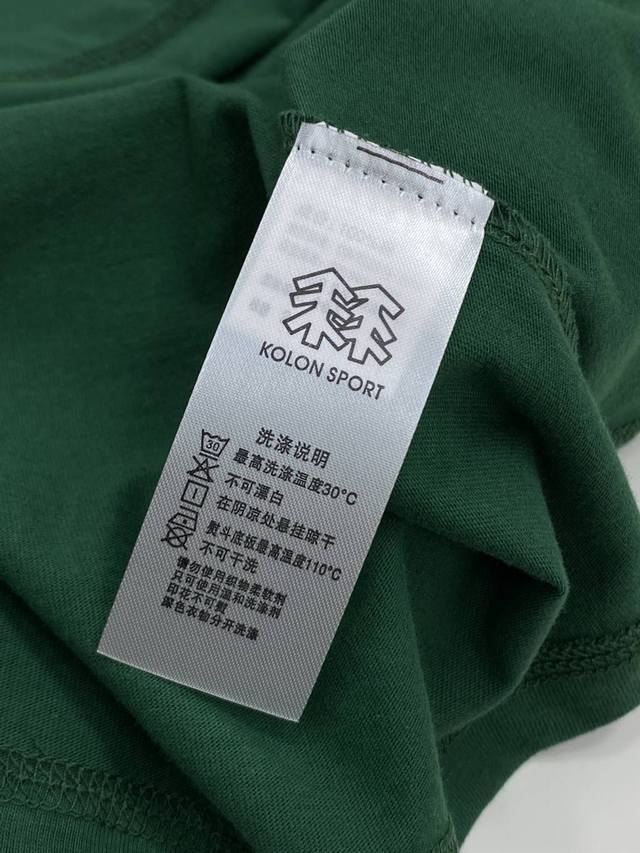 KOLON SPORT
洗涤说明
30
最高洗涤温度30°C
不可漂白
在阴凉处悬挂晾干
熨斗底板最高温度110°C
不可干洗
请勿使用织物柔软剂
只可使用温和洗涤剂
印花不可熨
深色衣物分开洗涤